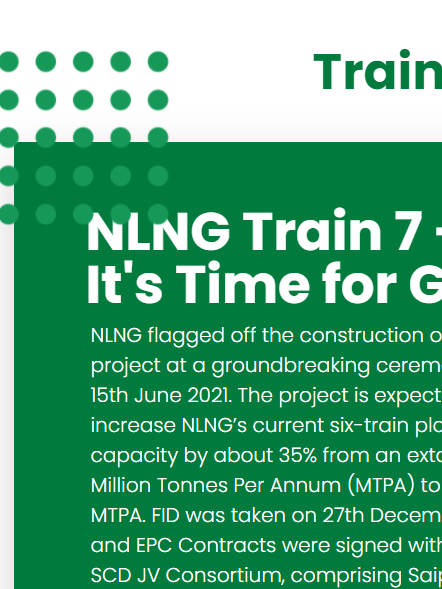 Train
NLNG Train 7 -
It's Time for G
NLNG flagged off the construction o
project at a groundbreaking cerem
15th June 2021. The project is expect
increase NLNG’s current six-train pla
capacity by about 35% from an exta
Million Tonnes Per Annum (MTPA) to
MTPA. FID was taken on 27th Decem
and EPC Contracts were signed with
SCD JV Consortium, comprising Saip